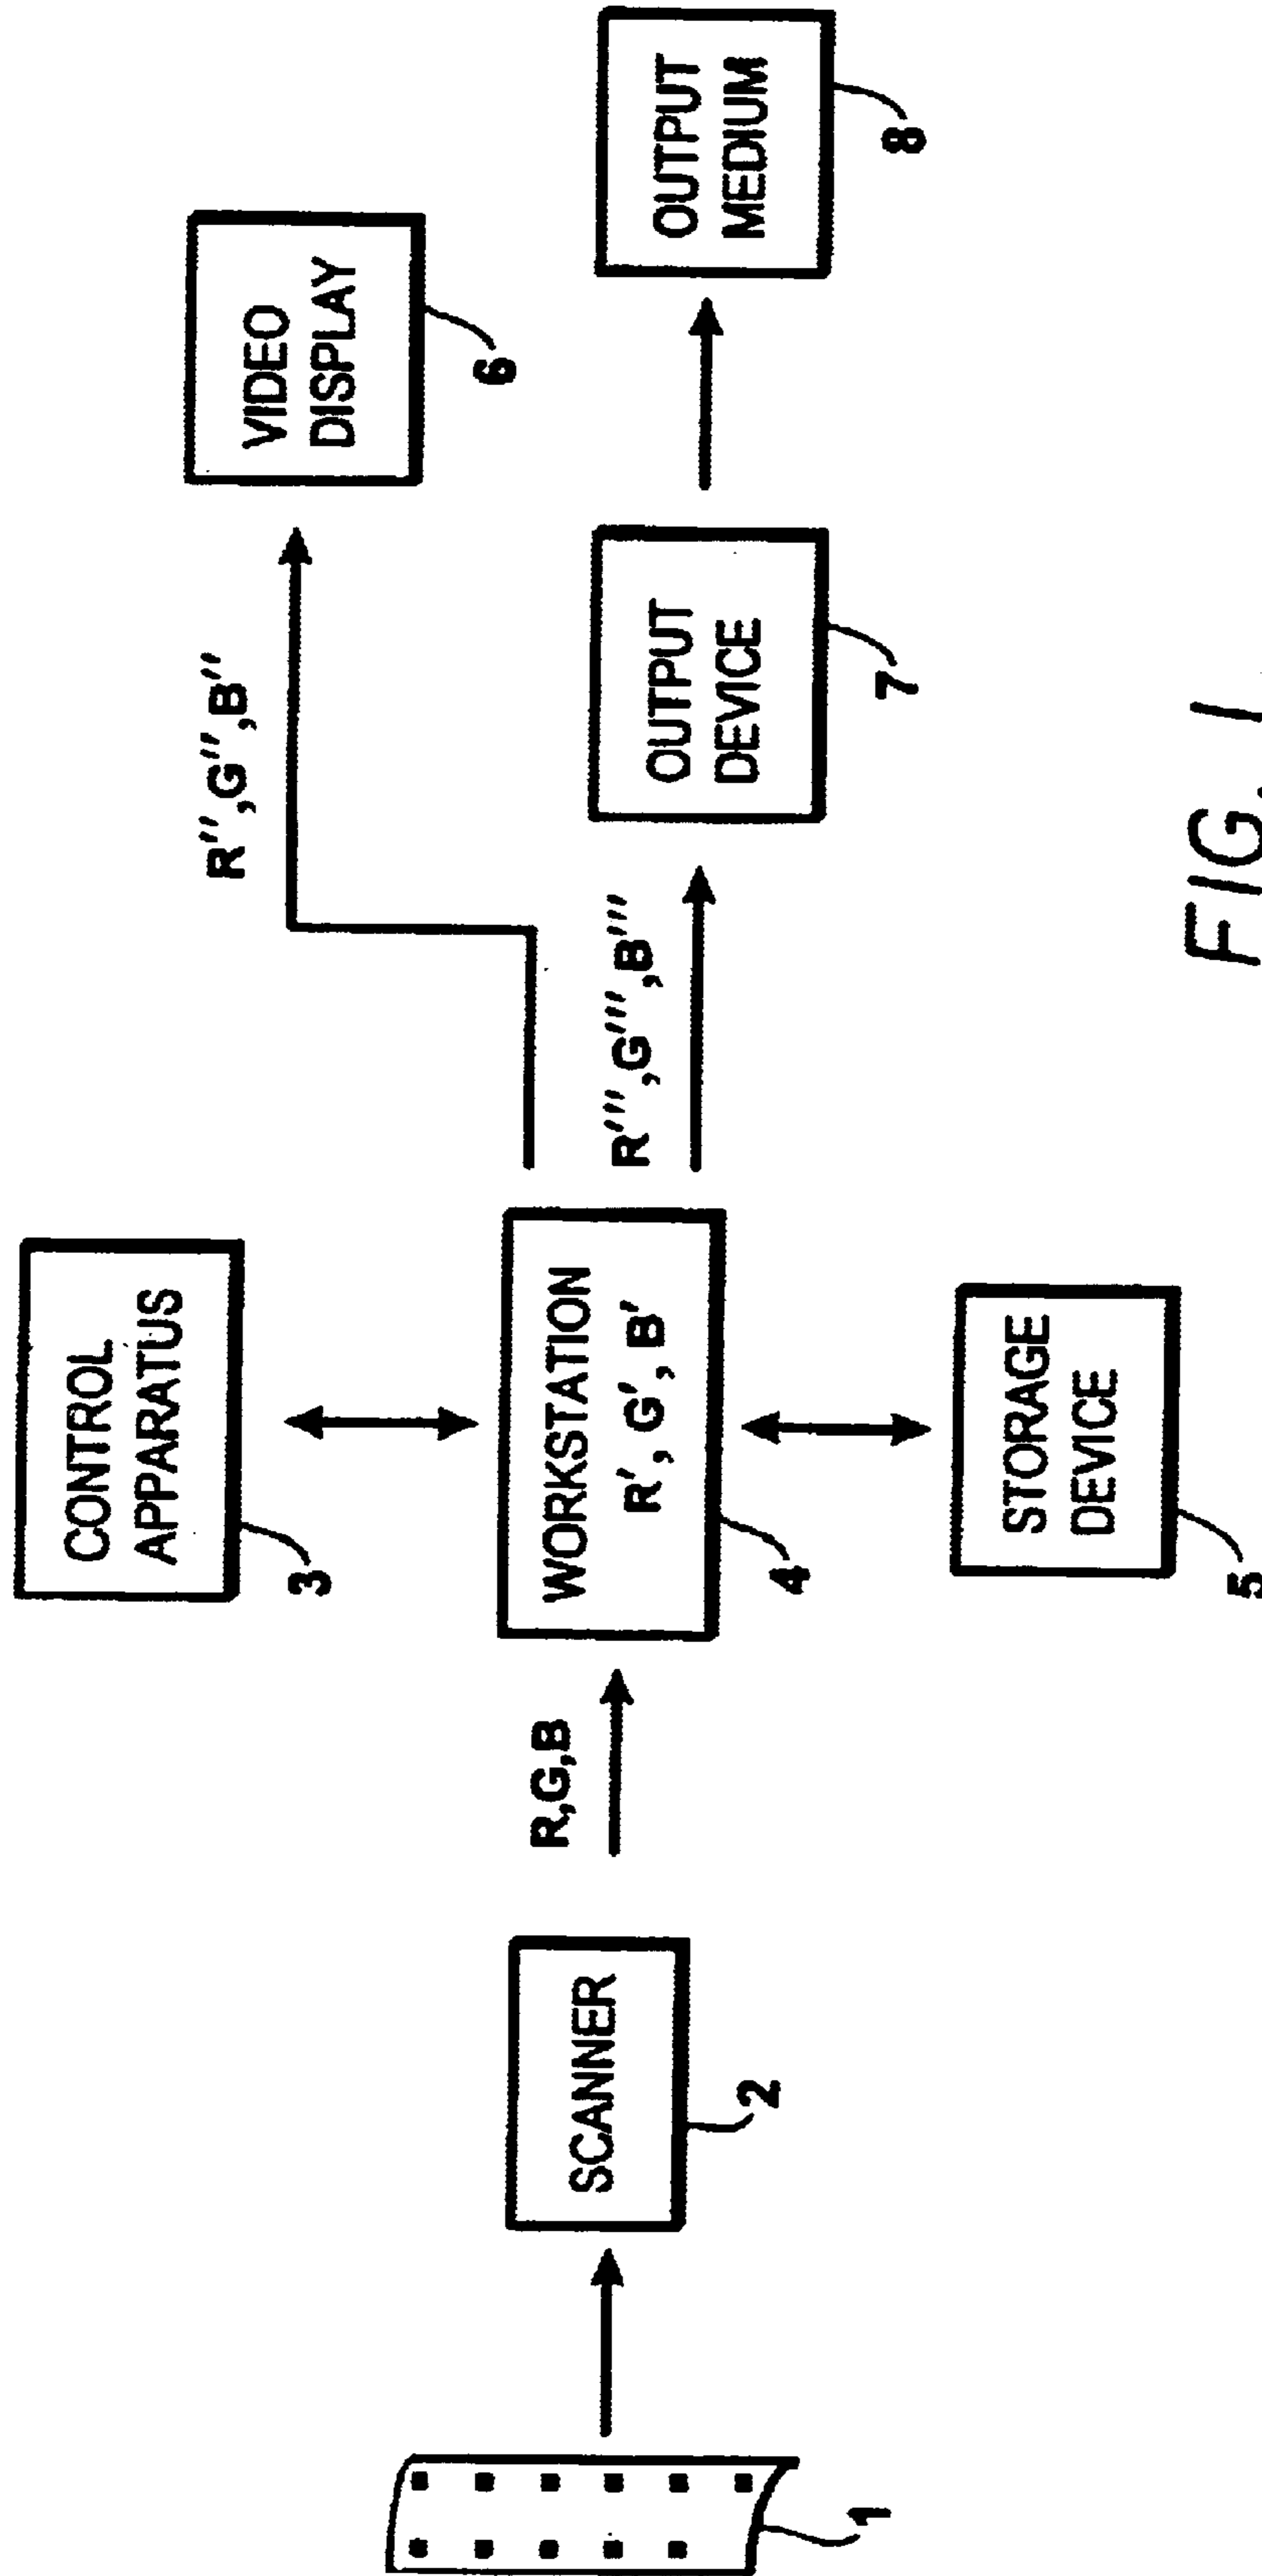 1
SCANNER
2
R,G,B
CONTROL
APPARATUS
3
WORKSTATION
R', G', B'
4
STORAGE
DEVICE
5
R'',G'',B''
VIDEO
DISPLAY
6
R''',G''',B'''
OUTPUT
DEVICE
7
OUTPUT
MEDIUM
8
FIG. 1